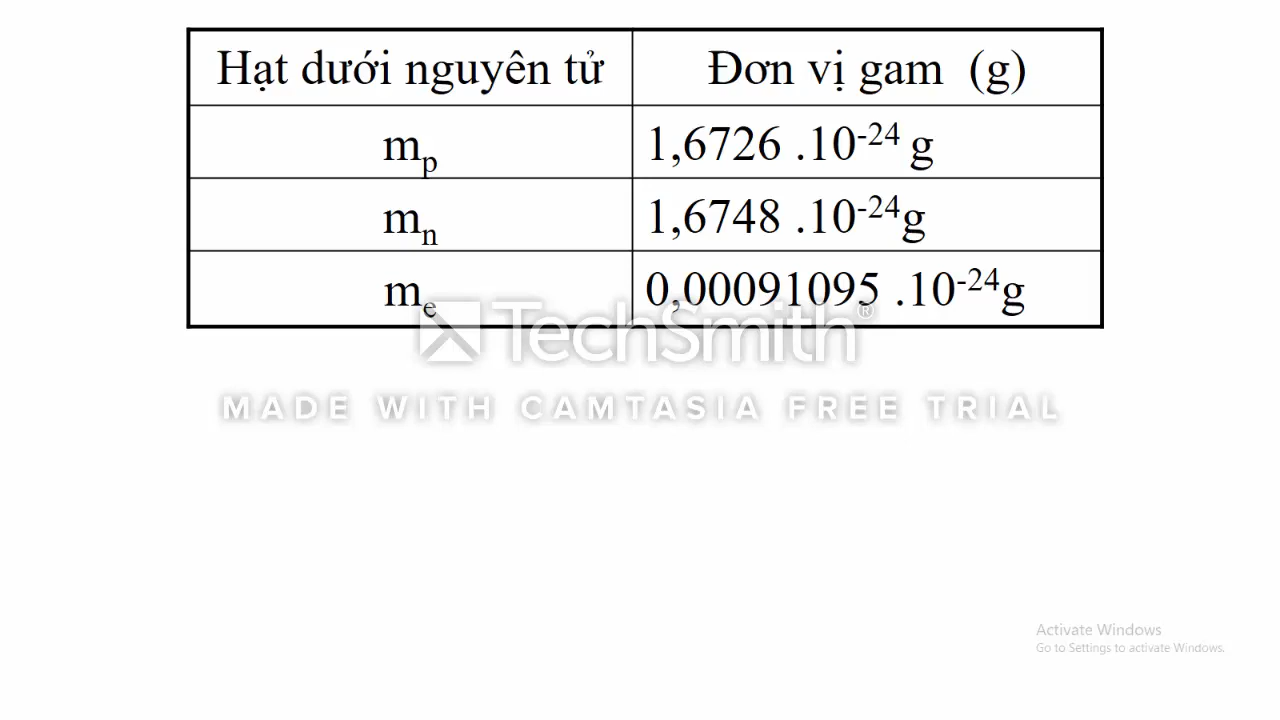 Hạt dưới nguyên tử Đơn vị gam (g)
mp 1,6726 .10-24 g
mn 1,6748 .10-24g
me 0,00091095 .10-24g
TechSmith®
MADE WITH CAMTASIA FREE TRIAL
Activate Windows
Go to Settings to activate Windows.